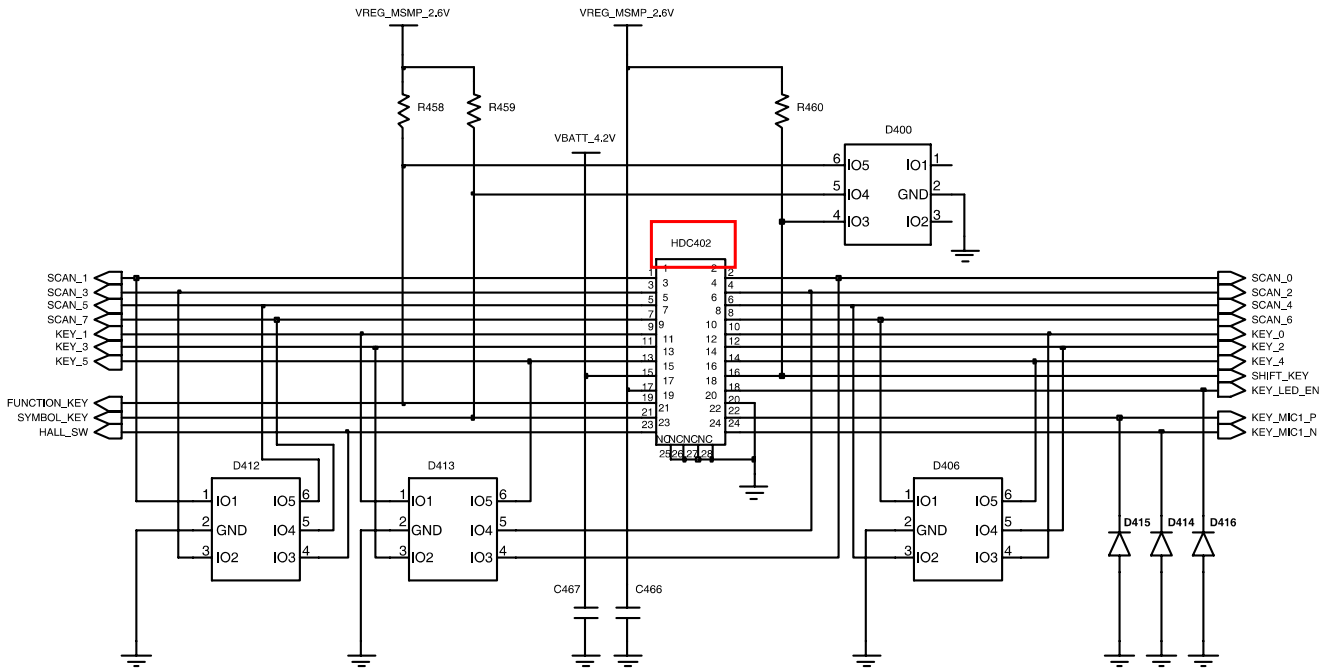 VREG_MSMP_2.6V VREG_MSMP_2.6V
R458 R459 R460
D400
VBATT_4.2V
6 IO5 IO1 1
5 IO4 GND 2
4 IO3 IO2 3
HDC402
SCAN_1 1 1 2 2 SCAN_0
SCAN_3 3 3 4 4 SCAN_2
SCAN_5 5 5 6 6 SCAN_4
SCAN_7 7 7 8 8 SCAN_6
KEY_1 9 9 10 10 KEY_0
KEY_3 11 11 12 12 KEY_2
KEY_5 13 13 14 14 KEY_4
15 15 16 16 SHIFT_KEY
17 17 18 18 KEY_LED_EN
FUNCTION_KEY 19 19 20 20
SYMBOL_KEY 21 21 22 22 KEY_MIC1_P
HALL_SW 23 23 24 24 KEY_MIC1_N
NC NC NC NC
25 26 27 28
D412 D413 D406
1 IO1 IO5 6 1 IO1 IO5 6 1 IO1 IO5 6
2 GND IO4 5 2 GND IO4 5 2 GND IO4 5
3 IO2 IO3 4 3 IO2 IO3 4 3 IO2 IO3 4
D415 D414 D416
C467 C466